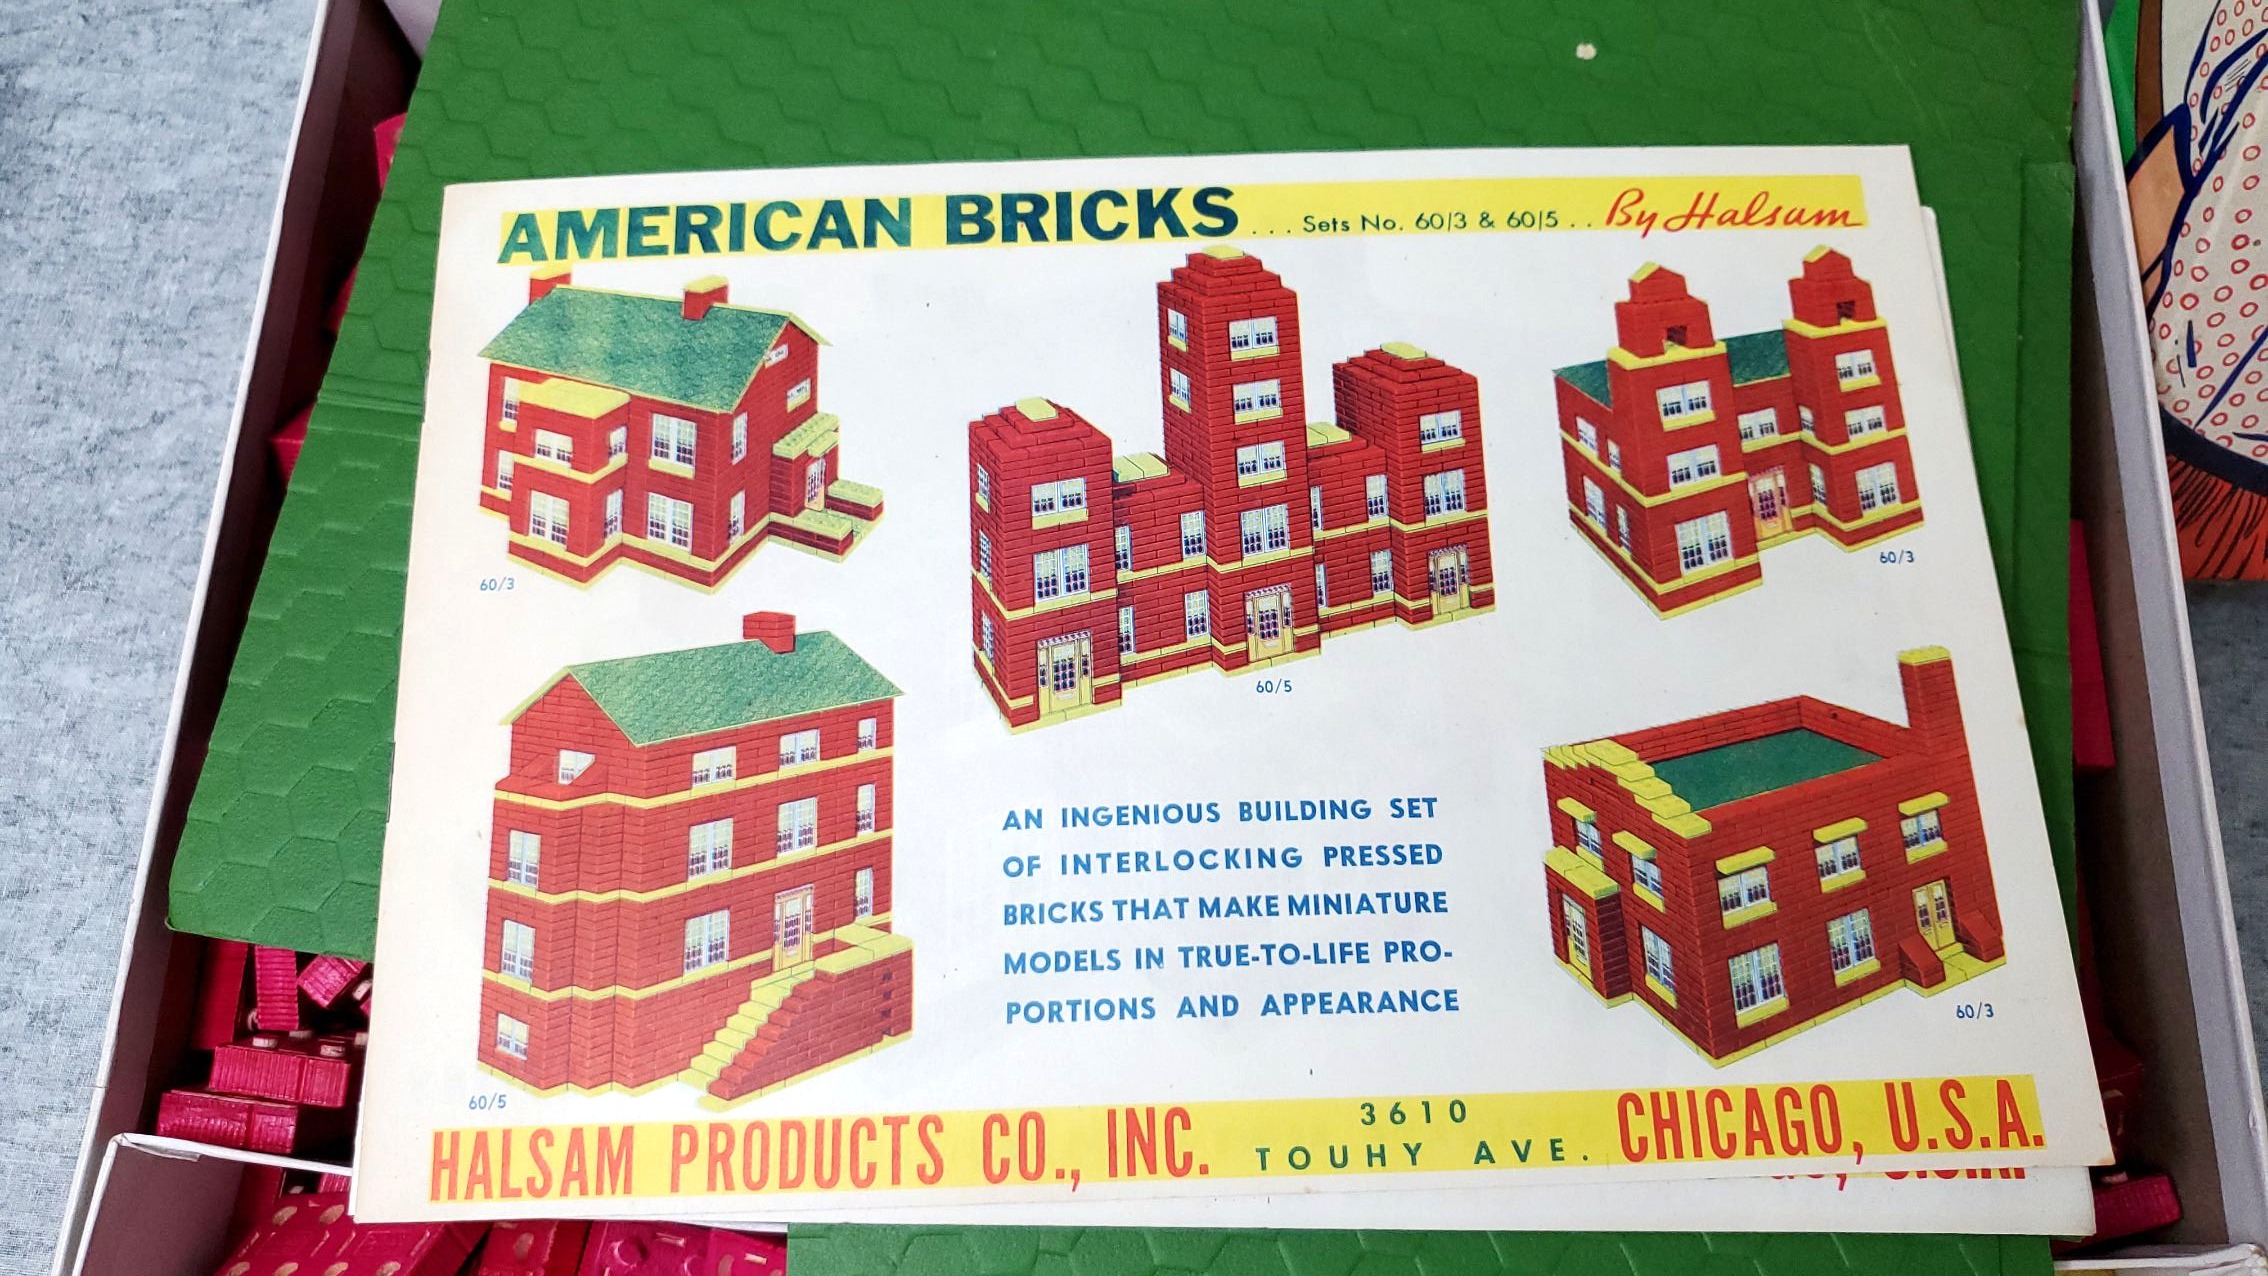 AMERICAN BRICKS ... Sets No. 60/3 & 60/5 .. By Halsam
60/3
60/5
60/3
AN INGENIOUS BUILDING SET
OF INTERLOCKING PRESSED
BRICKS THAT MAKE MINIATURE
MODELS IN TRUE-TO-LIFE PRO-
PORTIONS AND APPEARANCE
60/5
60/3
HALSAM PRODUCTS CO., INC. 3610 TOUHY AVE. CHICAGO, U.S.A.